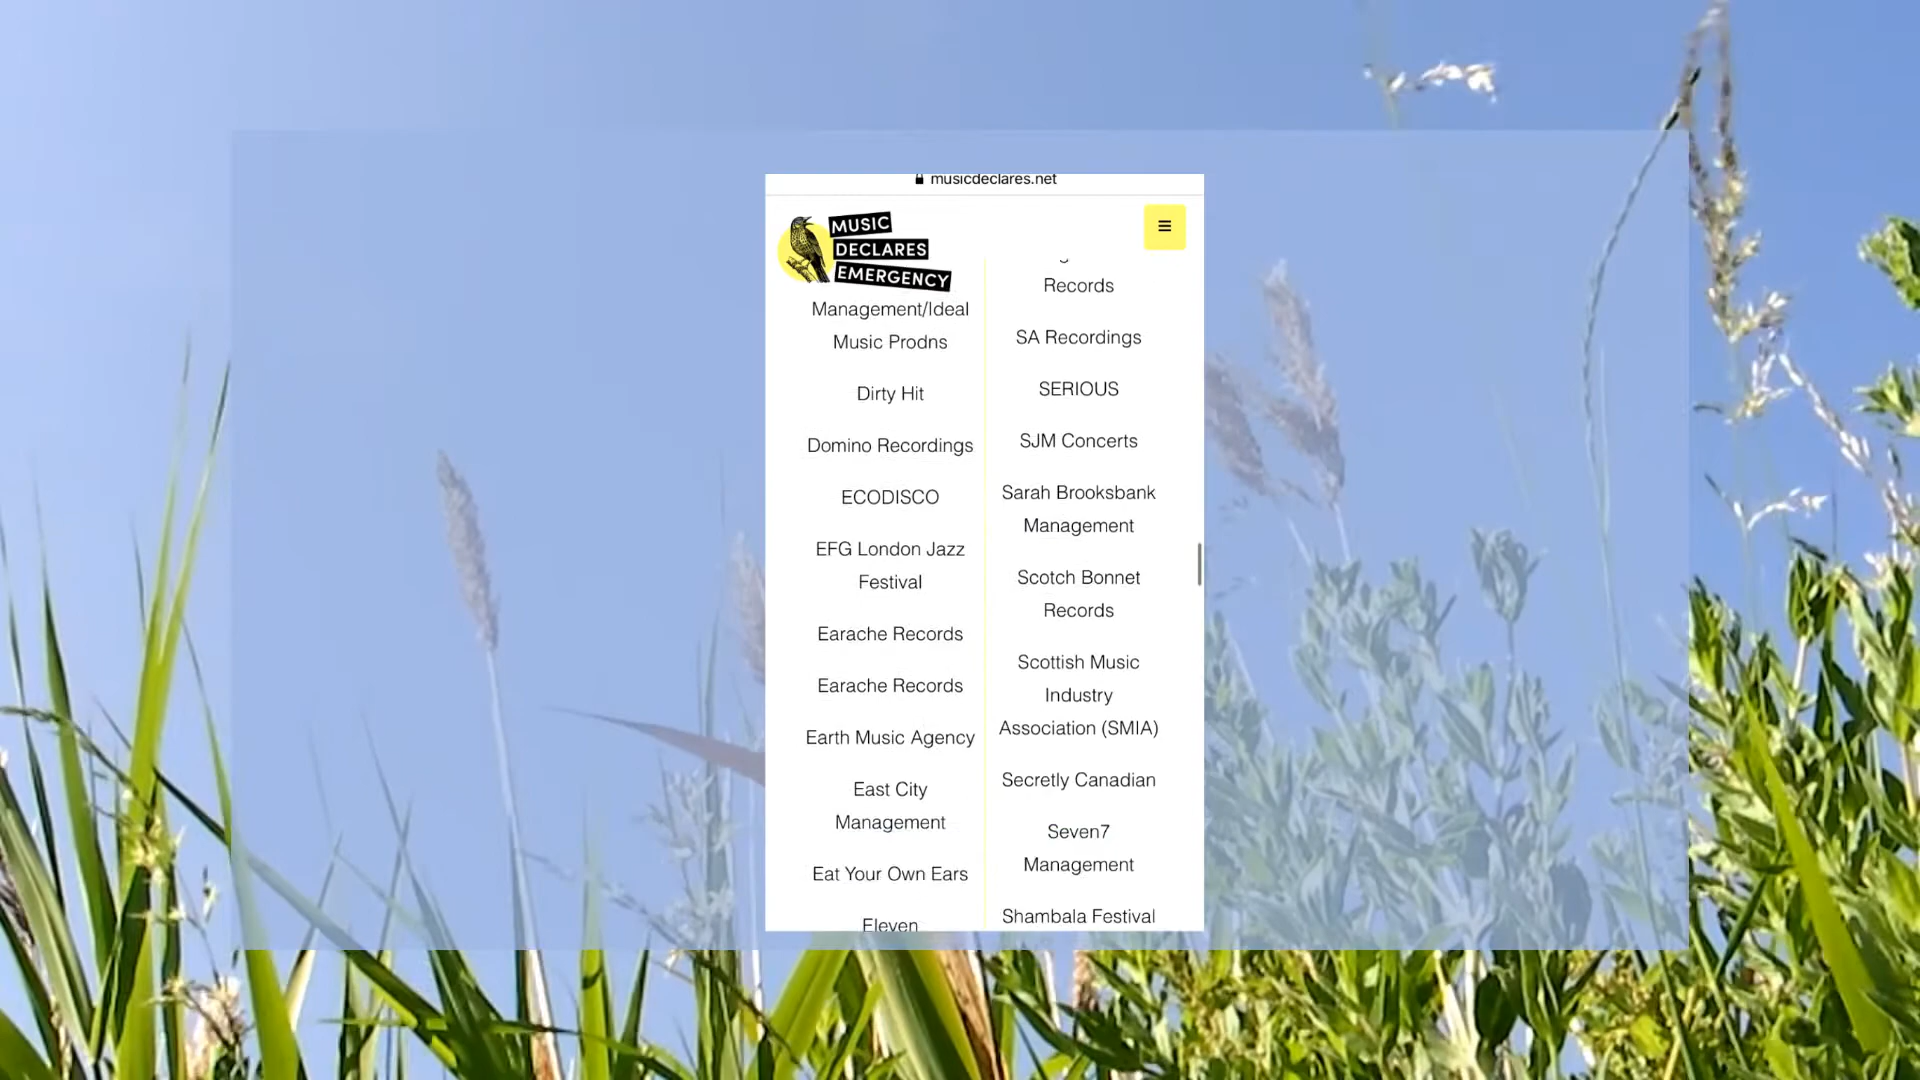 musicdeclares.net
MUSIC
DECLARES
EMERGENCY
Management/Ideal
Music Prodns
Dirty Hit
Domino Recordings
ECODISCO
EFG London Jazz
Festival
Earache Records
Earache Records
Earth Music Agency
East City
Management
Eat Your Own Ears
Eleven
Records
SA Recordings
SERIOUS
SJM Concerts
Sarah Brooksbank
Management
Scotch Bonnet
Records
Scottish Music
Industry
Association (SMIA)
Secretly Canadian
Seven7
Management
Shambala Festival